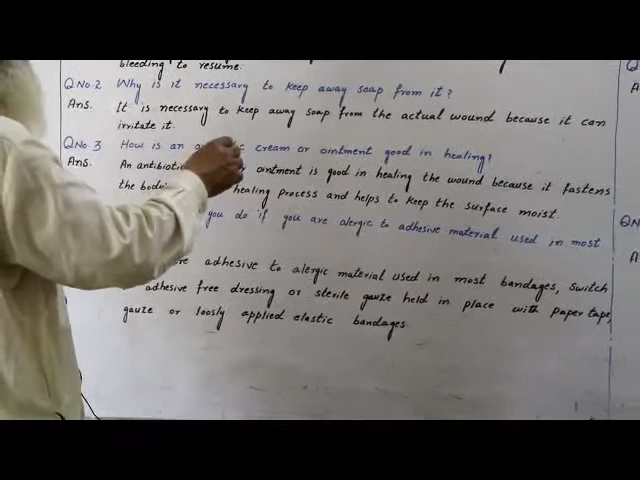 bleeding to resume.
Q No.2 Why is it necessary to keep away soap from it?
Ans. It is necessary to keep away soap from the actual wound because it can
irritate it.
Q No.3 How is an cream or ointment good in healing?
Ans. An antibiotic ointment is good in healing the wound because it fastens
the healing process and helps to keep the surface moist.
you do if you are alergic to adhesive material used in most
adhesive to alergic material used in most bandages, switch
adhesive free dressing or sterile gauze held in place with paper tape,
gauze or loosly applied elastic bandages.